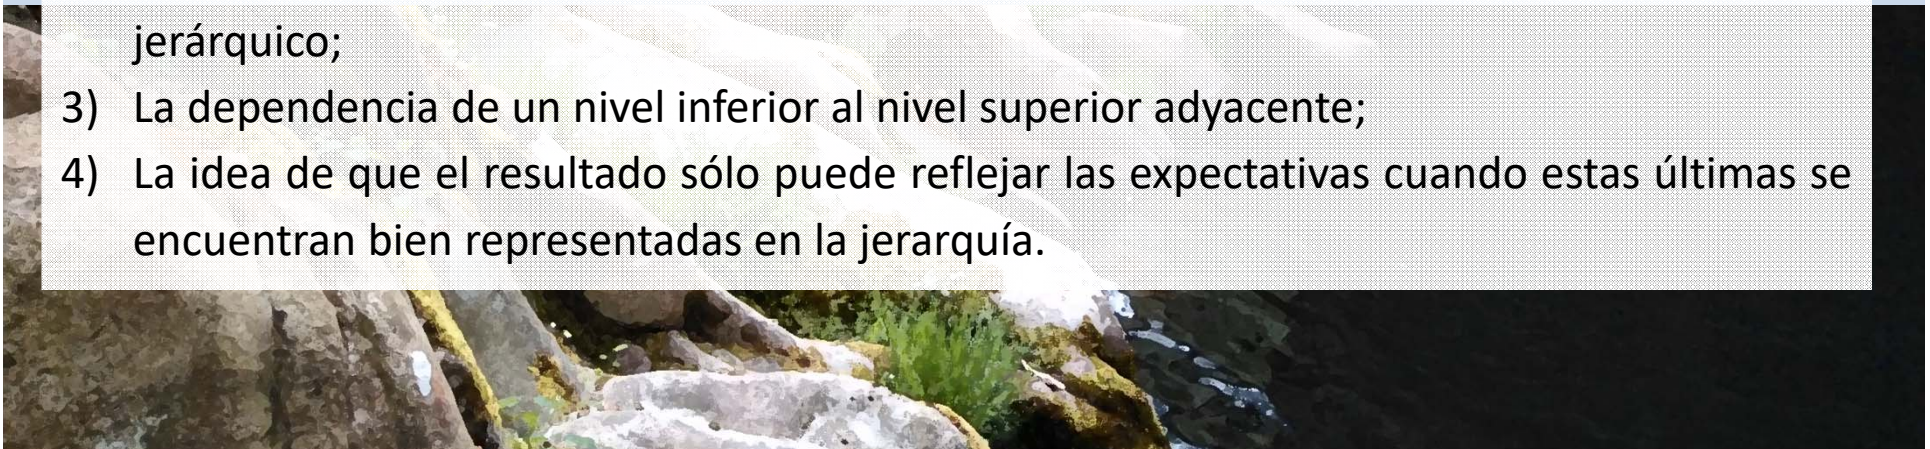 jerárquico;
3) La dependencia de un nivel inferior al nivel superior adyacente;
4) La idea de que el resultado sólo puede reflejar las expectativas cuando estas últimas se
encuentran bien representadas en la jerarquía.